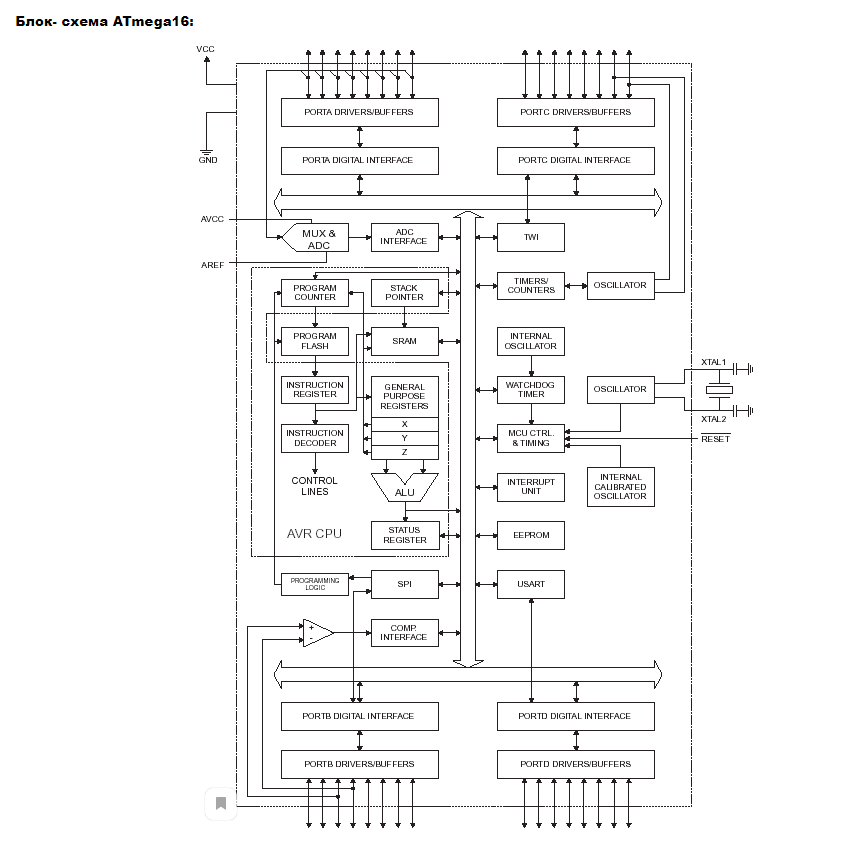 Блок- схема ATmega16:
VCC
GND
PORTA DRIVERS/BUFFERS
PORTC DRIVERS/BUFFERS
PORTA DIGITAL INTERFACE
PORTC DIGITAL INTERFACE
AVCC
MUX &
ADC
ADC
INTERFACE
TWI
AREF
PROGRAM
COUNTER
STACK
POINTER
TIMERS/
COUNTERS
OSCILLATOR
PROGRAM
FLASH
SRAM
INTERNAL
OSCILLATOR
XTAL1
INSTRUCTION
REGISTER
GENERAL
PURPOSE
REGISTERS
WATCHDOG
TIMER
OSCILLATOR
XTAL2
X
Y
Z
INSTRUCTION
DECODER
MCU CTRL.
& TIMING
RESET
CONTROL
LINES
ALU
INTERRUPT
UNIT
INTERNAL
CALIBRATED
OSCILLATOR
AVR CPU
STATUS
REGISTER
EEPROM
PROGRAMMING
LOGIC
SPI
USART
+
-
COMP.
INTERFACE
PORTB DIGITAL INTERFACE
PORTD DIGITAL INTERFACE
PORTB DRIVERS/BUFFERS
PORTD DRIVERS/BUFFERS